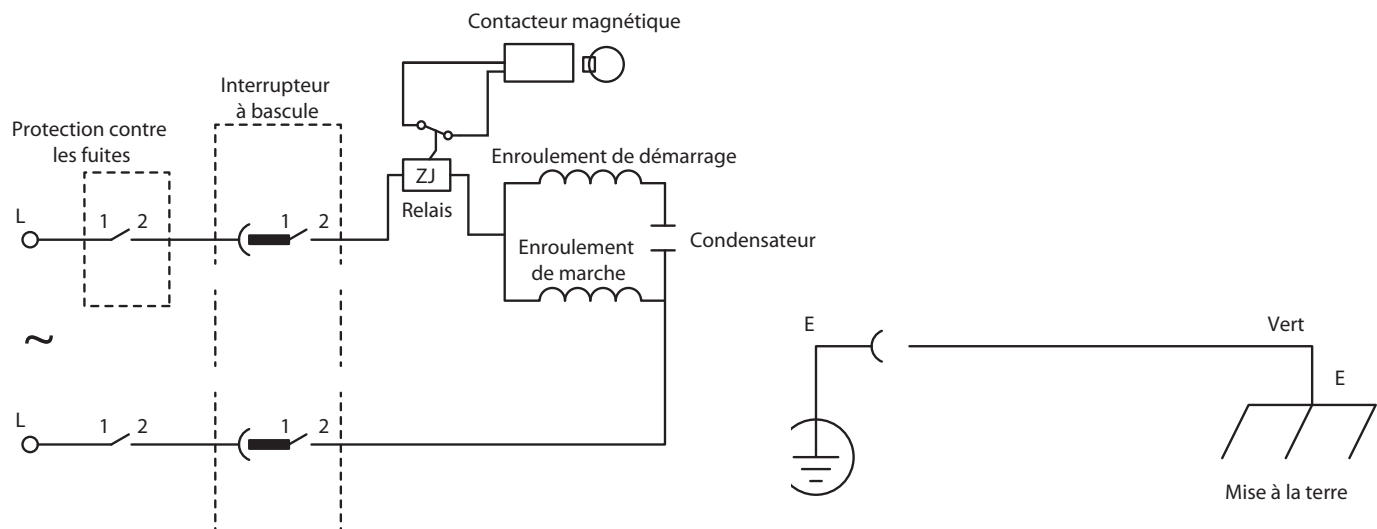 Contacteur magnétique
Interrupteur
à bascule
Protection contre
les fuites
Enroulement de démarrage
ZJ
Relais
L
1 2
1 2
Enroulement
de marche
Condensateur
~
E
Vert
E
L
1 2
1 2
Mise à la terre